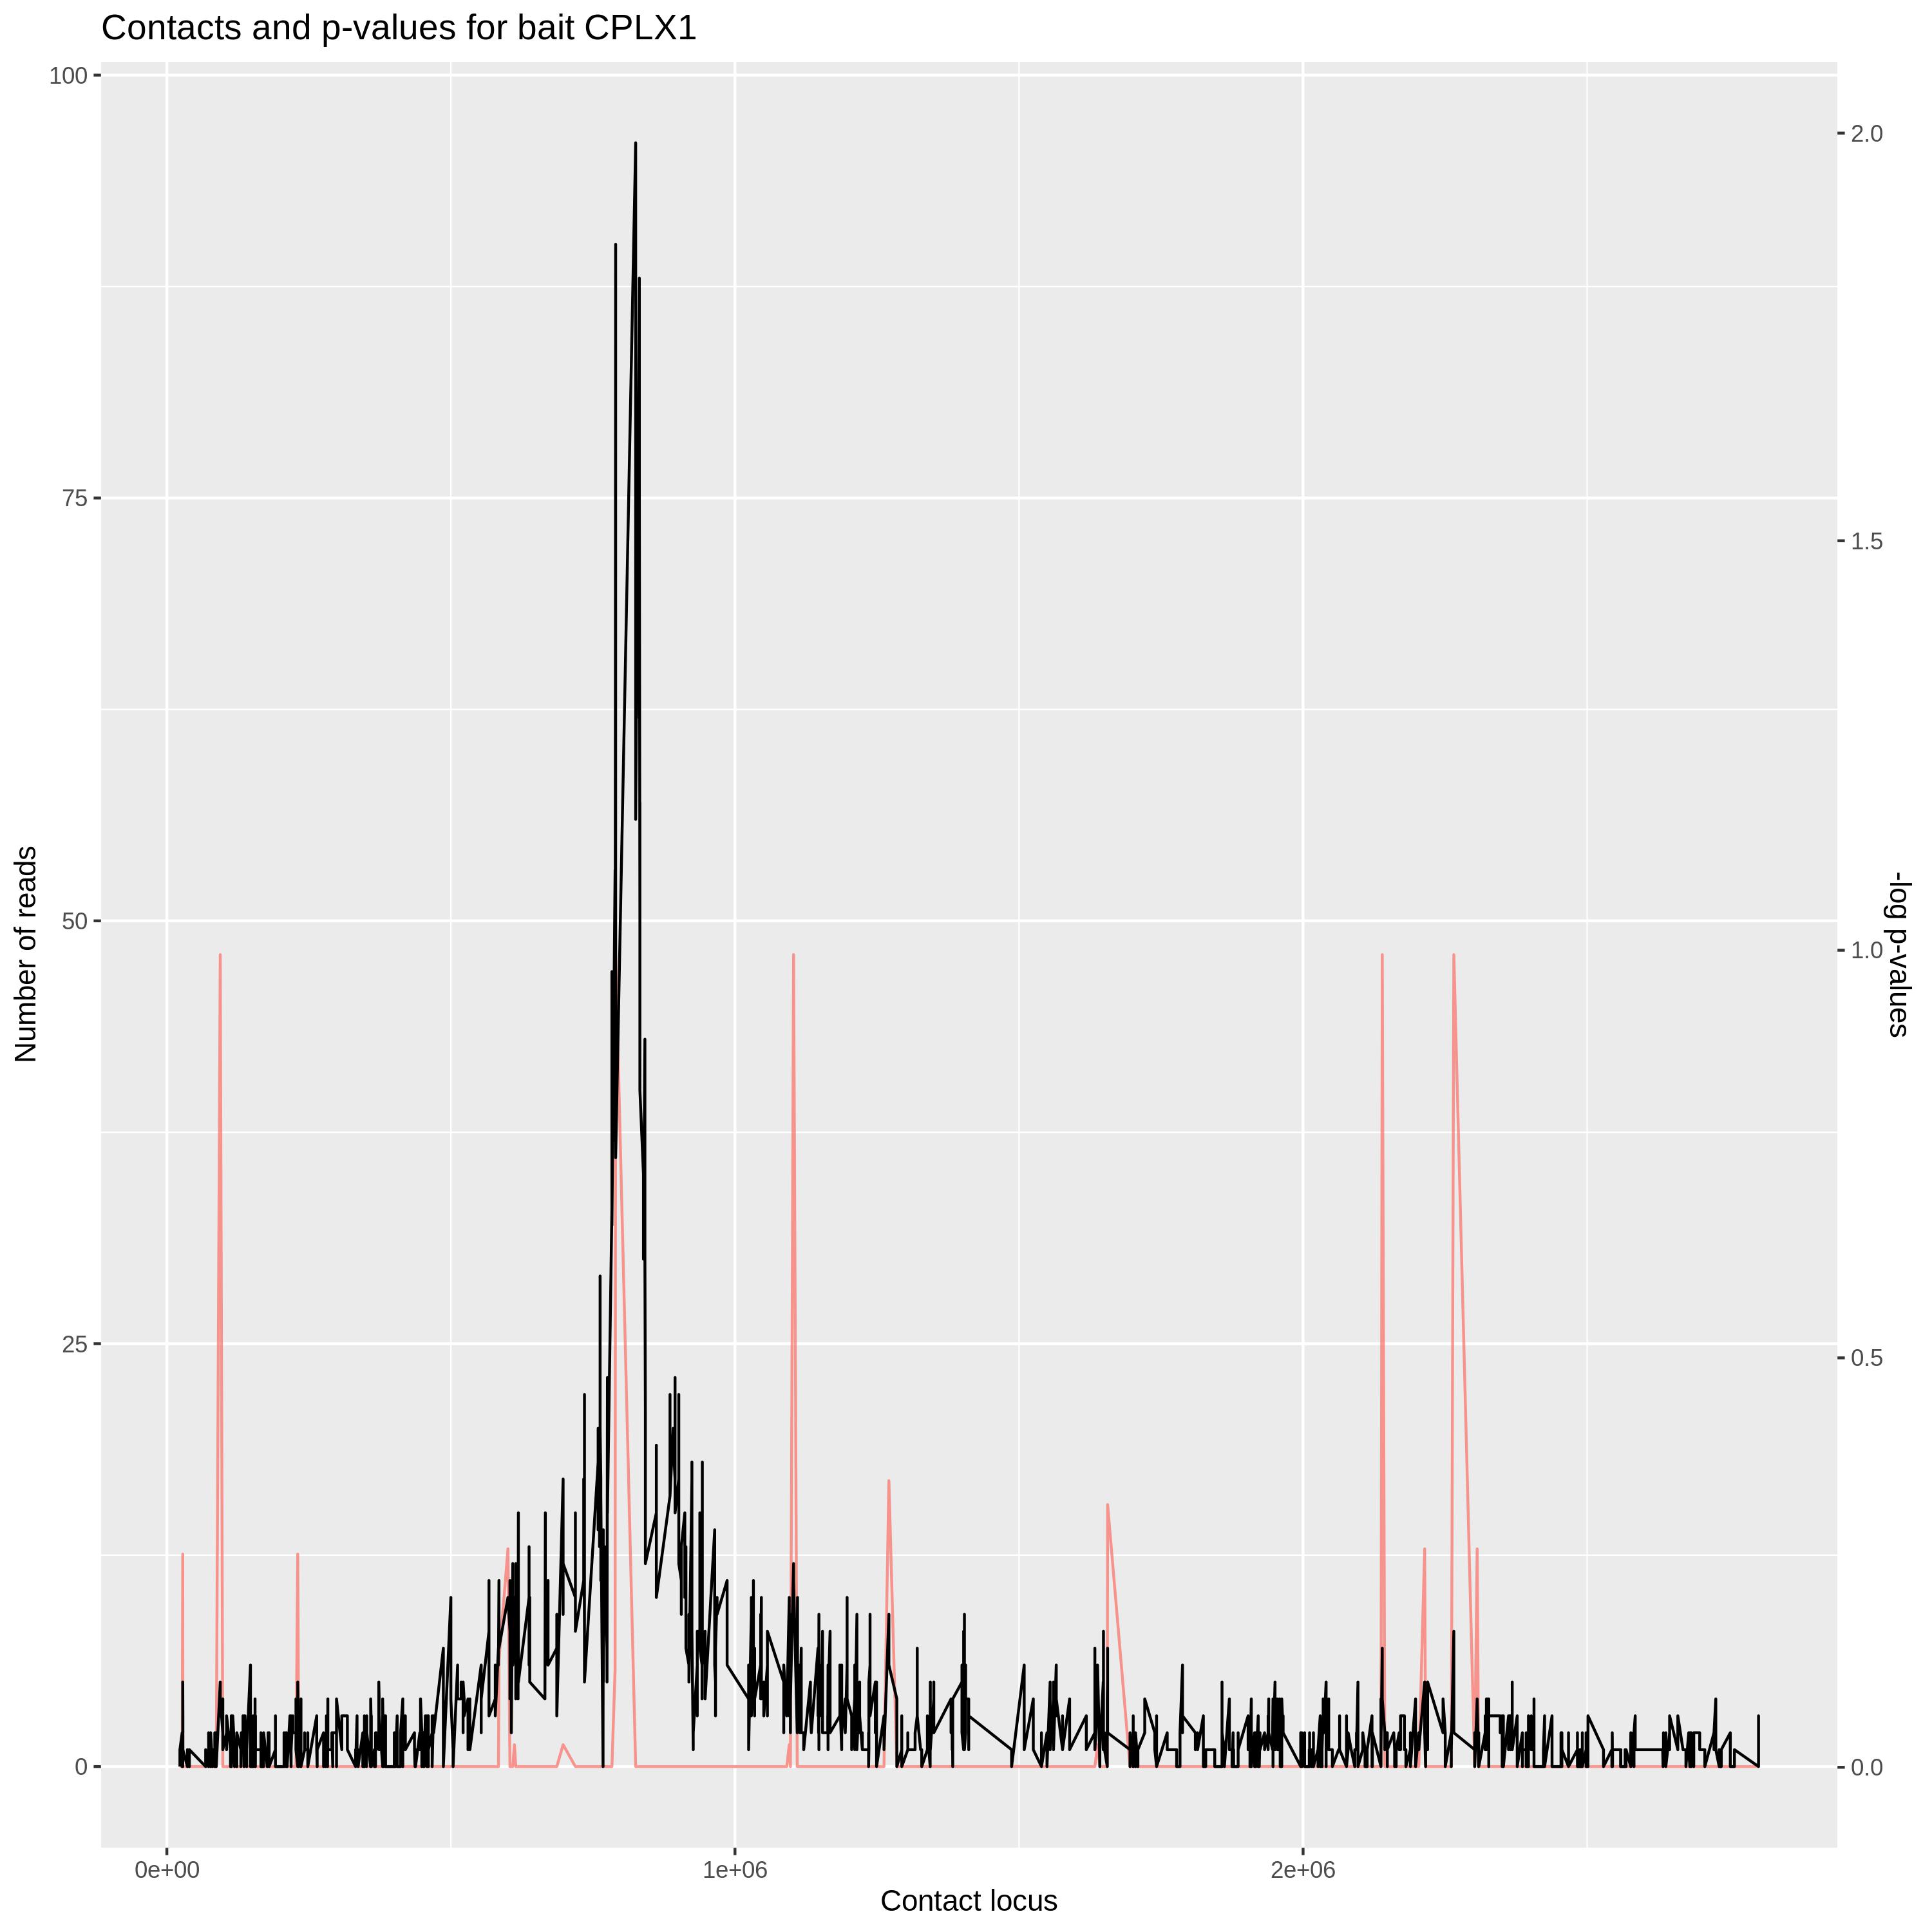 Contacts and p-values for bait CPLX1
100
75
50
25
0
Number of reads
2.0
1.5
1.0
0.5
0.0
-log p-values
0e+00
1e+06
2e+06
Contact locus